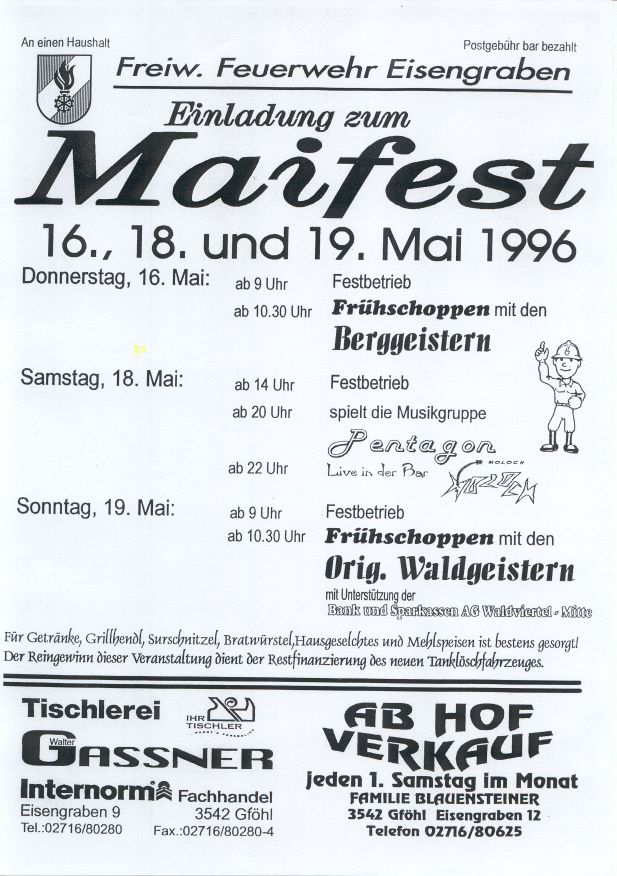 An einen Haushalt
Postgebühr bar bezahlt
Freiw. Feuerwehr Eisengraben
Einladung zum
Maifest
16., 18. und 19. Mai 1996
Donnerstag, 16. Mai: ab 9 Uhr Festbetrieb
ab 10.30 Uhr Frühschoppen mit den
Berggeistern
Samstag, 18. Mai: ab 14 Uhr Festbetrieb
ab 20 Uhr spielt die Musikgruppe
Pentagon
ab 22 Uhr Live in der Bar
MOLOCH
Sonntag, 19. Mai: ab 9 Uhr Festbetrieb
ab 10.30 Uhr Frühschoppen mit den
Orig. Waldgeistern
mit Unterstützung der
Bank und Sparkassen AG Waldviertel - Mitte
Für Getränke, Grillhendl, Surschnitzel, Bratwürstel,Hausgeselchtes und Mehlspeisen ist bestens gesorgt!
Der Reingewinn dieser Veranstaltung dient der Restfinanzierung des neuen Tanklöschfahrzeuges.
Tischlerei
IHR
TISCHLER
Walter
GASSNER
Internorm Fachhandel
Eisengraben 9 3542 Gföhl
Tel.:02716/80280 Fax.:02716/80280-4
AB HOF
VERKAUF
jeden 1. Samstag im Monat
FAMILIE BLAUENSTEINER
3542 Gföhl Eisengraben 12
Telefon 02716/80625